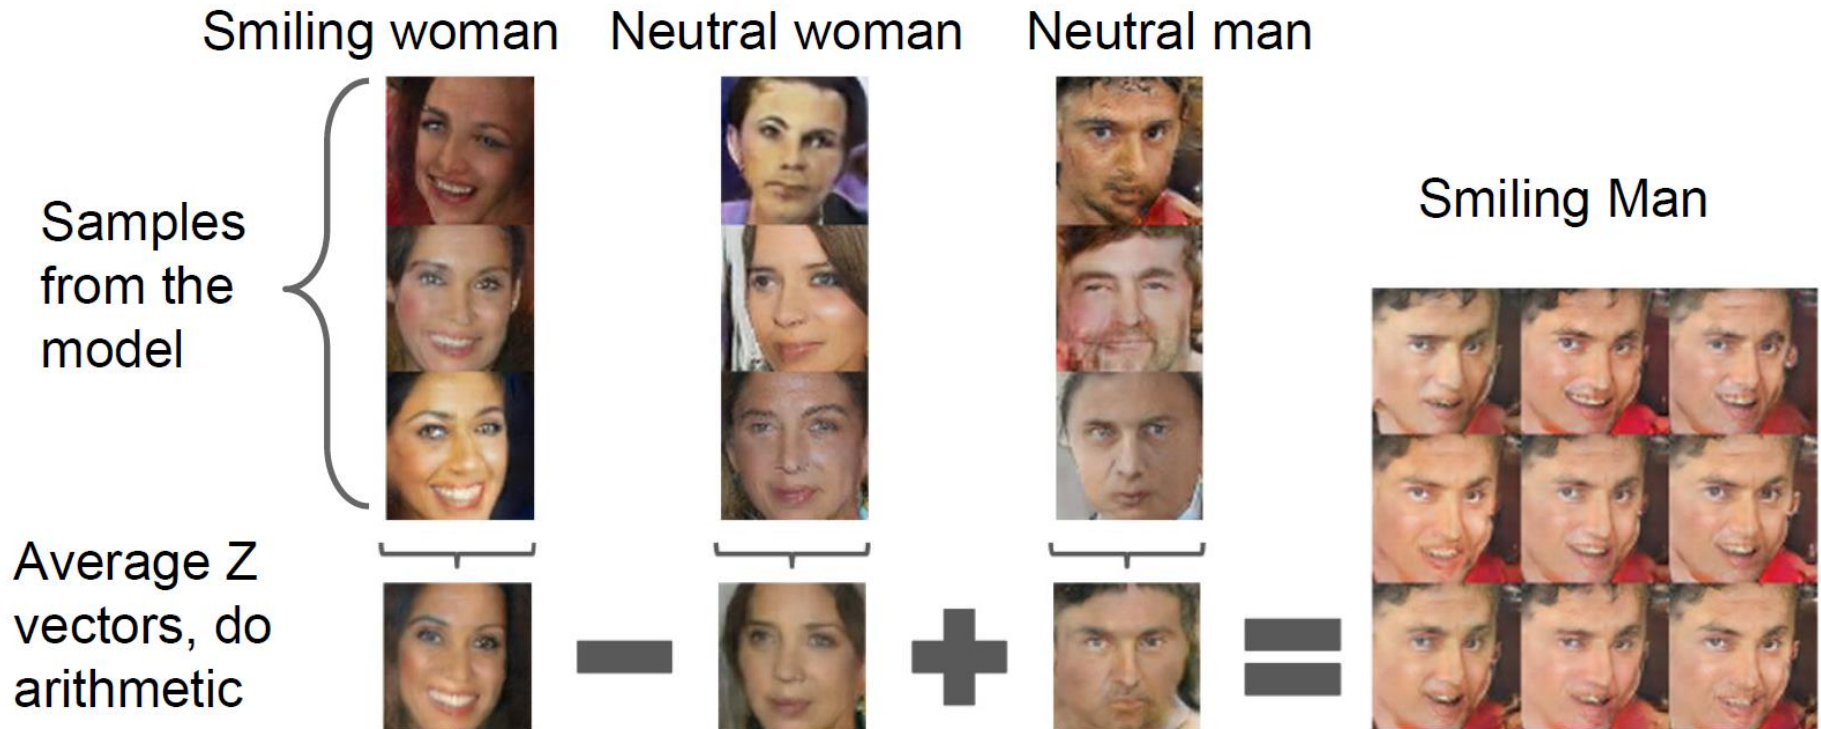 Smiling woman
Neutral woman
Neutral man
Samples
from the
model
Smiling Man
Average Z
vectors, do
arithmetic